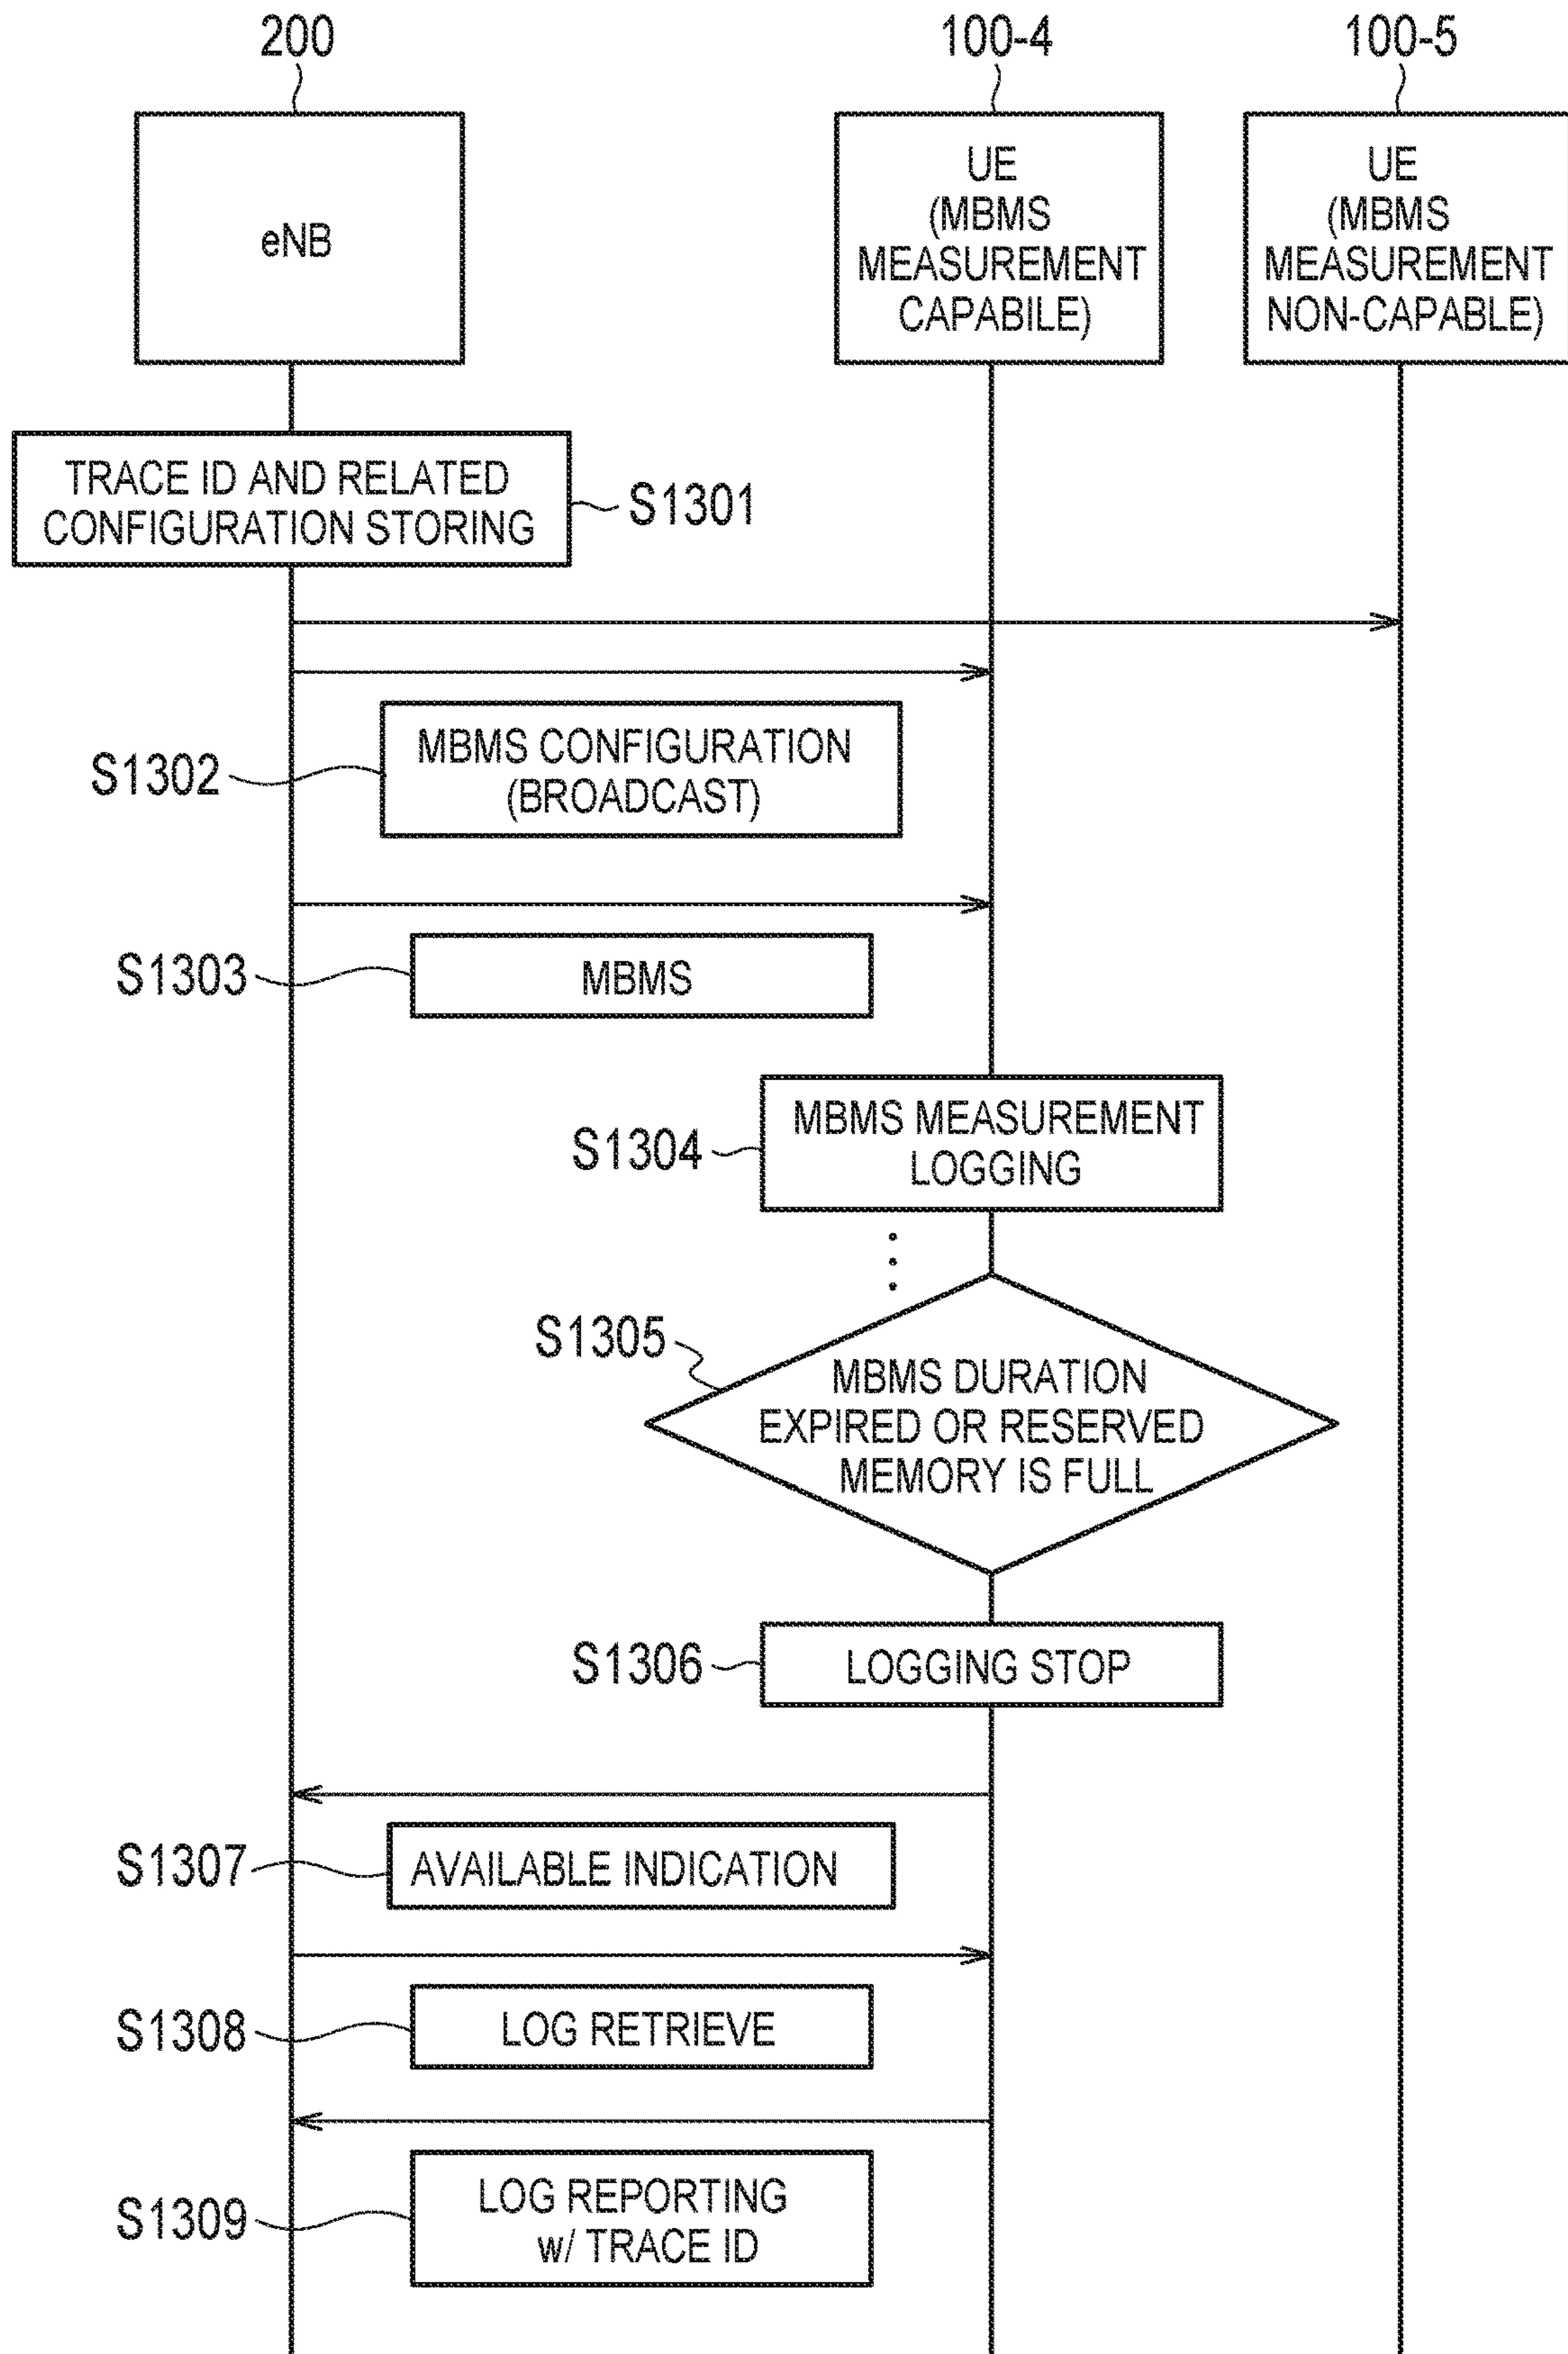 200
100-4
100-5
eNB
UE
(MBMS
MEASUREMENT
CAPABILE)
UE
(MBMS
MEASUREMENT
NON-CAPABLE)
TRACE ID AND RELATED
CONFIGURATION STORING
S1301
S1302
MBMS CONFIGURATION
(BROADCAST)
S1303
MBMS
S1304
MBMS MEASUREMENT
LOGGING
S1305
MBMS DURATION
EXPIRED OR RESERVED
MEMORY IS FULL
S1306
LOGGING STOP
S1307
AVAILABLE INDICATION
S1308
LOG RETRIEVE
S1309
LOG REPORTING
w/ TRACE ID